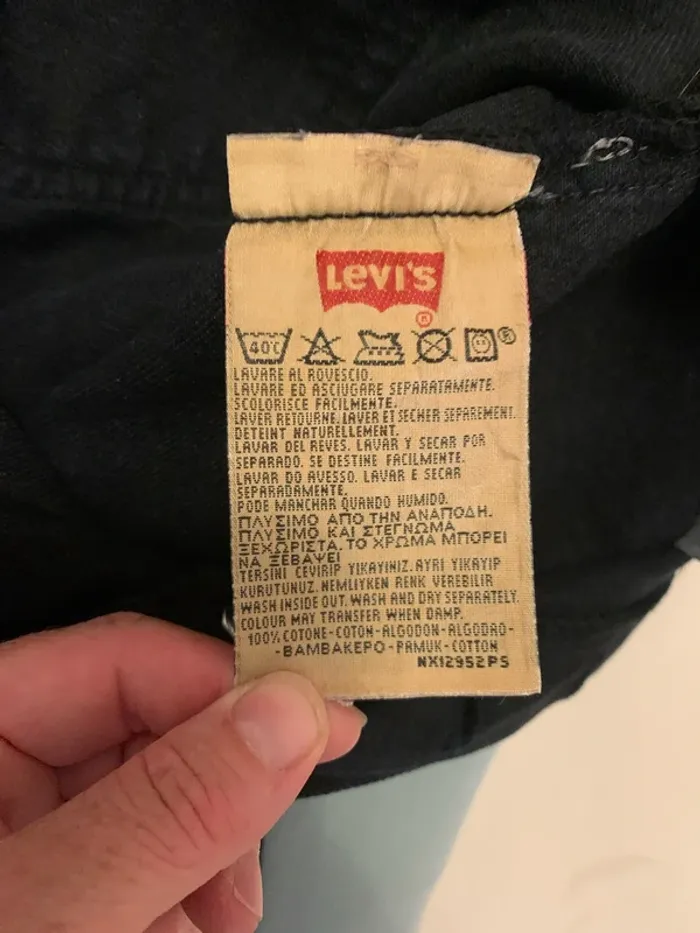 LEVI'S
®
40C
®
LAVARE AL ROVESCIO.
LAVARE ED ASCIUGARE SEPARATAMENTE.
SCOLORISCE FACILMENTE.
LAVER RETOURNE. LAVER ET SECHER SEPAREMENT.
DETEINT NATURELLEMENT.
LAVAR DEL REVES. LAVAR Y SECAR POR
SEPARADO. SE DESTINE FACILMENTE.
LAVAR DO AVESSO. LAVAR E SECAR
SEPARADAMENTE.
PODE MANCHAR QUANDO HUMIDO.
ΠΛΥΣΙΜΟ ΑΠΟ ΤΗΝ ΑΝΑΠΟΔΗ.
ΠΛΥΣΙΜΟ ΚΑΙ ΣΤΕΓΝΩΜΑ
ΞΕΧΩΡΙΣΤΑ. ΤΟ ΧΡΩΜΑ ΜΠΟΡΕΙ
ΝΑ ΞΕΒΑΨΕΙ
TERSINI CEVIRIP YIKAYINIZ. AYRI YIKAYIP
KURUTUNUZ. NEMLIYKEN RENK VEREBILIR
WASH INSIDE OUT. WASH AND DRY SEPARATELY.
COLOUR MAY TRANSFER WHEN DAMP.
100% COTONE-COTON-ALGODON-ALGODAO-
-ΒΑΜΒΑΚΕΡΟ-PAMUK-COTTON
NX12952PS